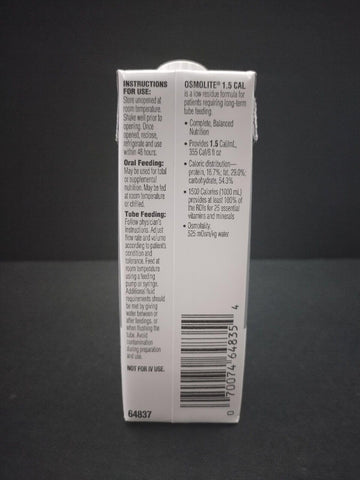 INSTRUCTIONS
FOR USE:
Store unopened at
room temperature.
Shake well prior to
opening. Once
opened, reclose,
refrigerate and use
within 48 hours.
Oral Feeding:
May be used for total
or supplemental
nutrition. May be fed
at room temperature
or chilled.
Tube Feeding:
Follow physician's
instructions. Adjust
flow rate and volume
according to patient's
condition and
tolerance. Feed at
room temperature
using a feeding
pump or syringe.
Additional fluid
requirements should
be met by giving
water between or
after feedings, or
when flushing the
tube. Avoid
contamination
during preparation
and use.
NOT FOR IV USE.
64837
OSMOLITE® 1.5 CAL
is a low residue formula for
patients requiring long-term
tube feeding.
• Complete, Balanced
Nutrition
• Provides 1.5 Cal/mL,
355 Cal/8 fl oz
• Caloric distribution—
protein, 16.7%; fat, 29.0%;
carbohydrate, 54.3%
• 1500 Calories (1000 mL)
provides at least 100% of
the RDIs for 25 essential
vitamins and minerals
• Osmolality:
525 mOsm/kg water
0 70074 64835 4